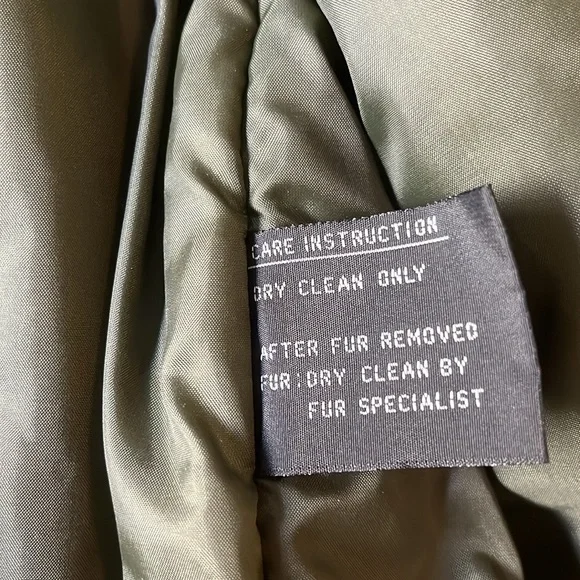 CARE INSTRUCTION
DRY CLEAN ONLY
AFTER FUR REMOVED
FUR:DRY CLEAN BY
FUR SPECIALIST